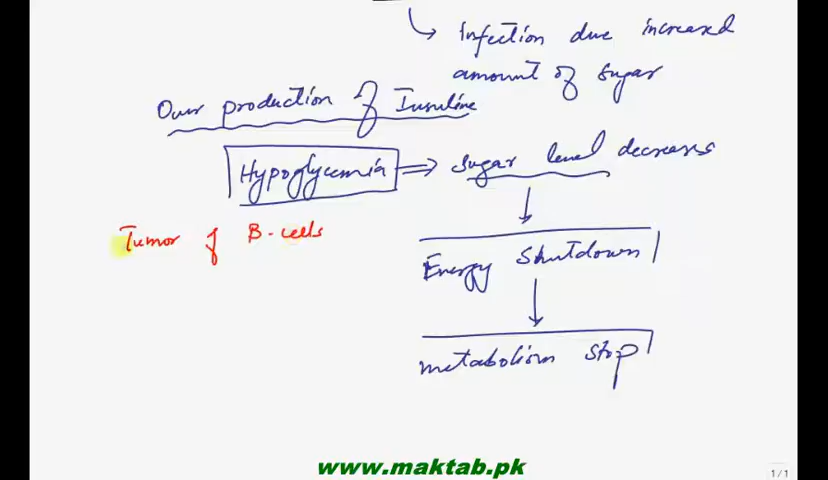 Infection due increased
amount of Sugar
Our production of Insuline
Hypoglycemia ⇒ Sugar level decreases
Tumor of B-cells
Energy Shutdown
metabolism stop
www.maktab.pk
1/1